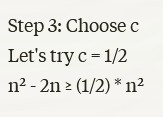 Step 3: Choose c
Let's try c = 1/2
n² - 2n ≥ (1/2) * n²